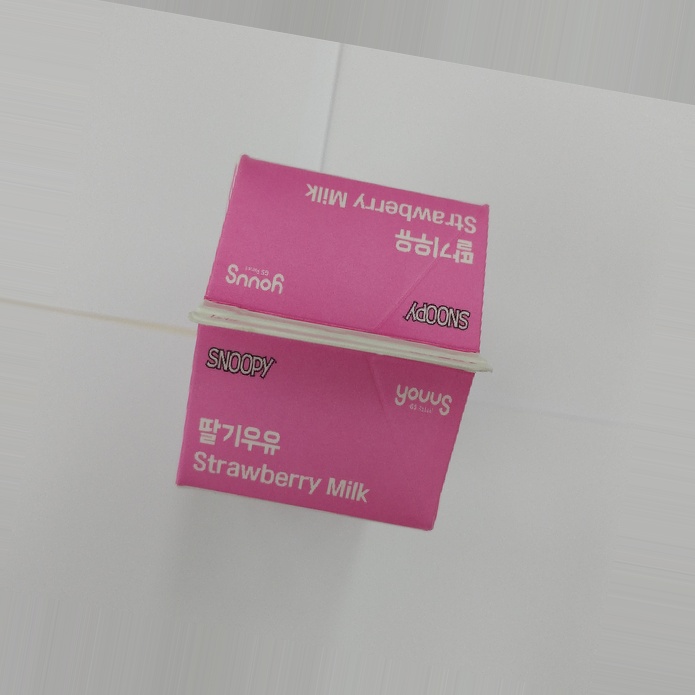 Strawberry Milk
딸기우유
youus
SNOOPY
SNOOPY
youus
딸기우유
Strawberry Milk